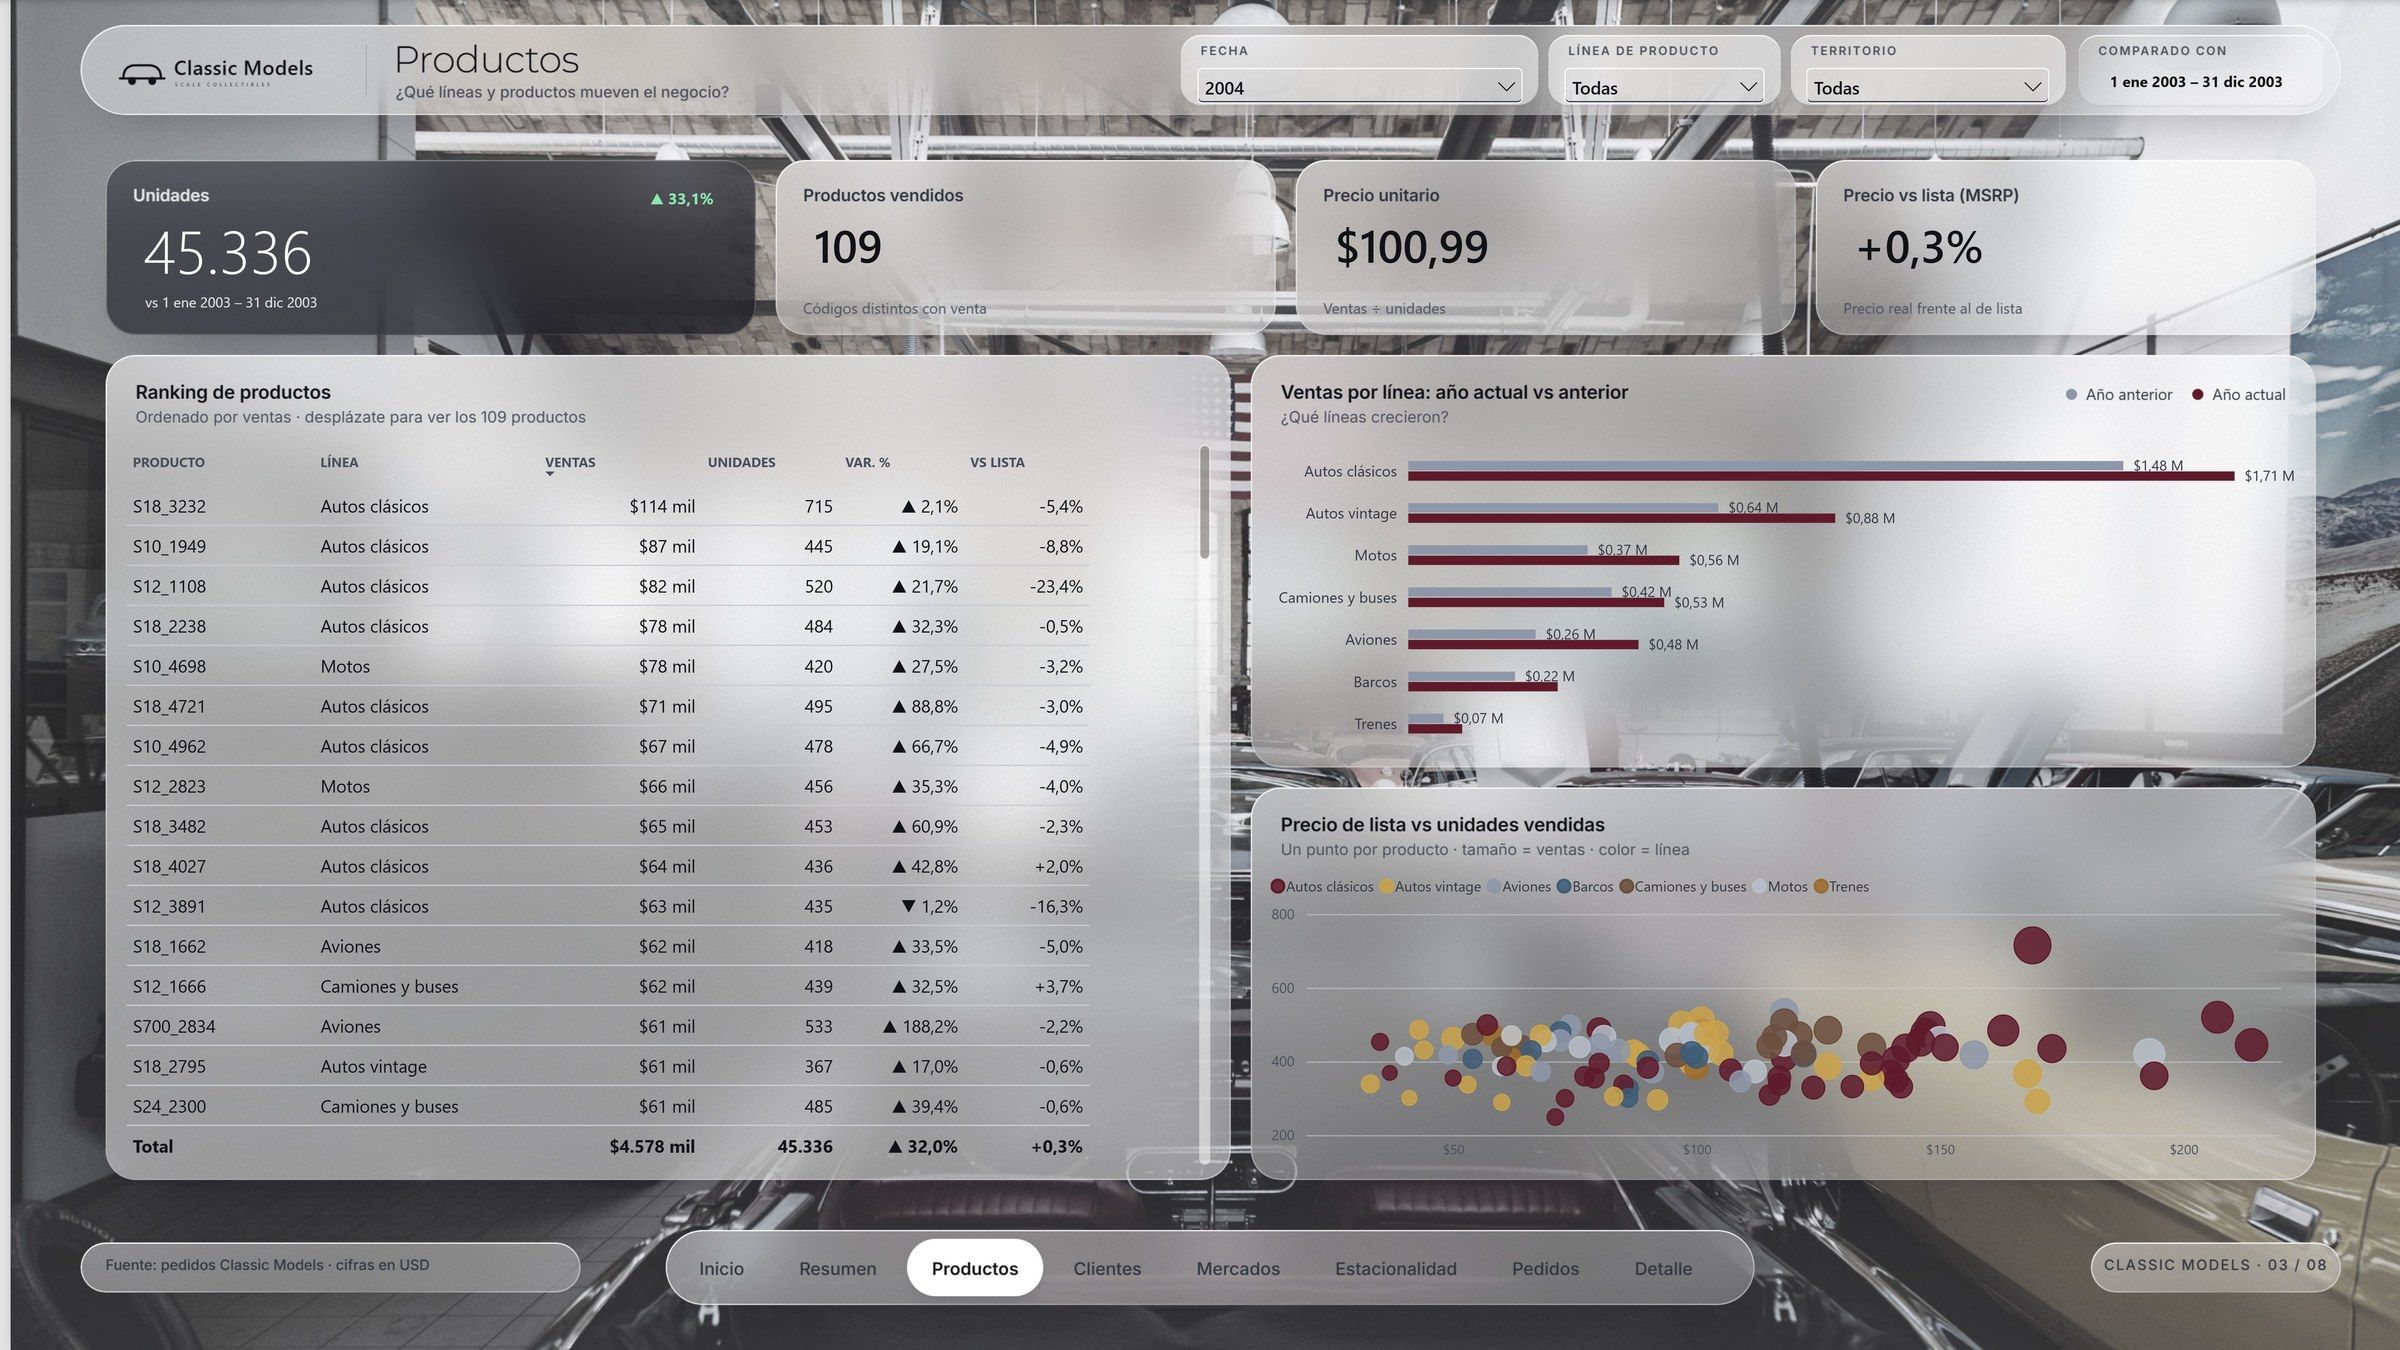 Classic Models
SCALE COLLECTIBLES
Productos
¿Qué líneas y productos mueven el negocio?
FECHA
2004
LÍNEA DE PRODUCTO
Todas
TERRITORIO
Todas
COMPARADO CON
1 ene 2003 – 31 dic 2003
Unidades
▲ 33,1%
45.336
vs 1 ene 2003 – 31 dic 2003
Productos vendidos
109
Códigos distintos con venta
Precio unitario
$100,99
Ventas ÷ unidades
Precio vs lista (MSRP)
+0,3%
Precio real frente al de lista
Ranking de productos
Ordenado por ventas · desplázate para ver los 109 productos
PRODUCTO LÍNEA VENTAS UNIDADES VAR. % VS LISTA
S18_3232 Autos clásicos $114 mil 715 ▲ 2,1% -5,4%
S10_1949 Autos clásicos $87 mil 445 ▲ 19,1% -8,8%
S12_1108 Autos clásicos $82 mil 520 ▲ 21,7% -23,4%
S18_2238 Autos clásicos $78 mil 484 ▲ 32,3% -0,5%
S10_4698 Motos $78 mil 420 ▲ 27,5% -3,2%
S18_4721 Autos clásicos $71 mil 495 ▲ 88,8% -3,0%
S10_4962 Autos clásicos $67 mil 478 ▲ 66,7% -4,9%
S12_2823 Motos $66 mil 456 ▲ 35,3% -4,0%
S18_3482 Autos clásicos $65 mil 453 ▲ 60,9% -2,3%
S18_4027 Autos clásicos $64 mil 436 ▲ 42,8% +2,0%
S12_3891 Autos clásicos $63 mil 435 ▼ 1,2% -16,3%
S18_1662 Aviones $62 mil 418 ▲ 33,5% -5,0%
S12_1666 Camiones y buses $62 mil 439 ▲ 32,5% +3,7%
S700_2834 Aviones $61 mil 533 ▲ 188,2% -2,2%
S18_2795 Autos vintage $61 mil 367 ▲ 17,0% -0,6%
S24_2300 Camiones y buses $61 mil 485 ▲ 39,4% -0,6%
Total $4.578 mil 45.336 ▲ 32,0% +0,3%
Ventas por línea: año actual vs anterior
¿Qué líneas crecieron?
Año anterior Año actual
Autos clásicos $1,48 M $1,71 M
Autos vintage $0,64 M $0,88 M
Motos $0,37 M $0,56 M
Camiones y buses $0,42 M $0,53 M
Aviones $0,26 M $0,48 M
Barcos $0,22 M
Trenes $0,07 M
Precio de lista vs unidades vendidas
Un punto por producto · tamaño = ventas · color = línea
Autos clásicos Autos vintage Aviones Barcos Camiones y buses Motos Trenes
800
600
400
200
$50 $100 $150 $200
Fuente: pedidos Classic Models · cifras en USD
Inicio Resumen Productos Clientes Mercados Estacionalidad Pedidos Detalle
CLASSIC MODELS · 03 / 08